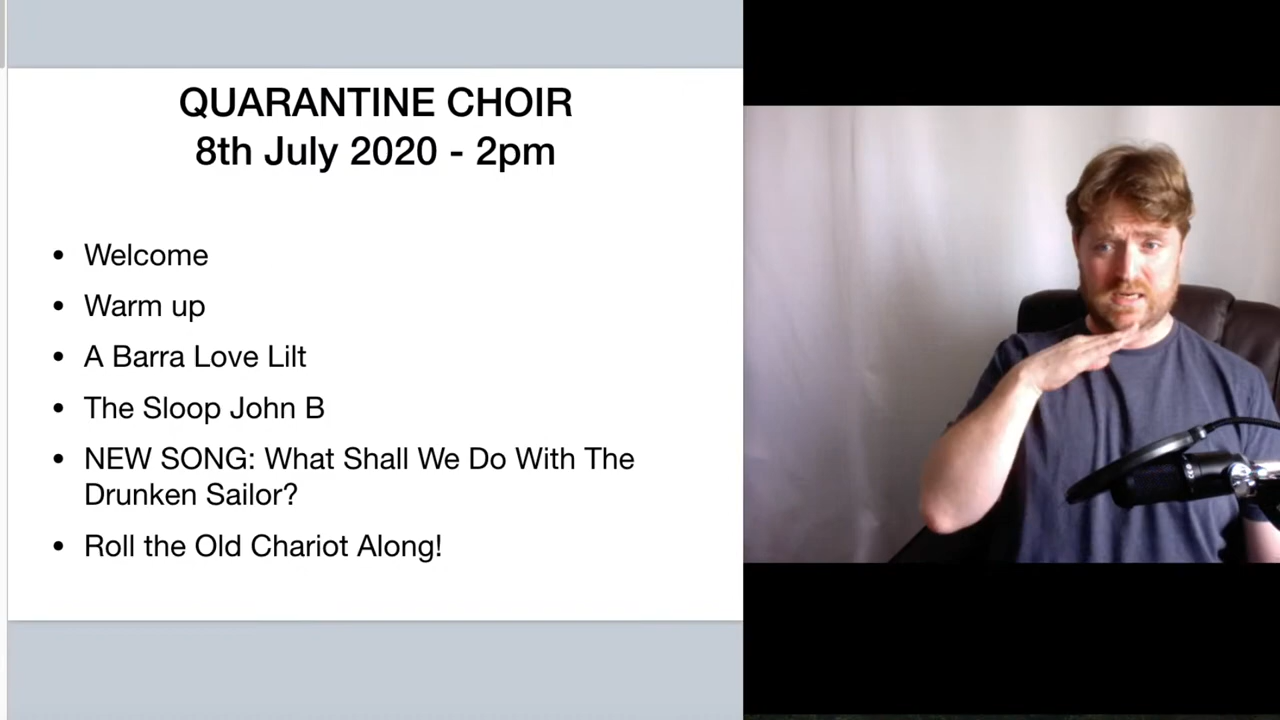 QUARANTINE CHOIR
8th July 2020 - 2pm
• Welcome
• Warm up
• A Barra Love Lilt
• The Sloop John B
• NEW SONG: What Shall We Do With The
Drunken Sailor?
• Roll the Old Chariot Along!